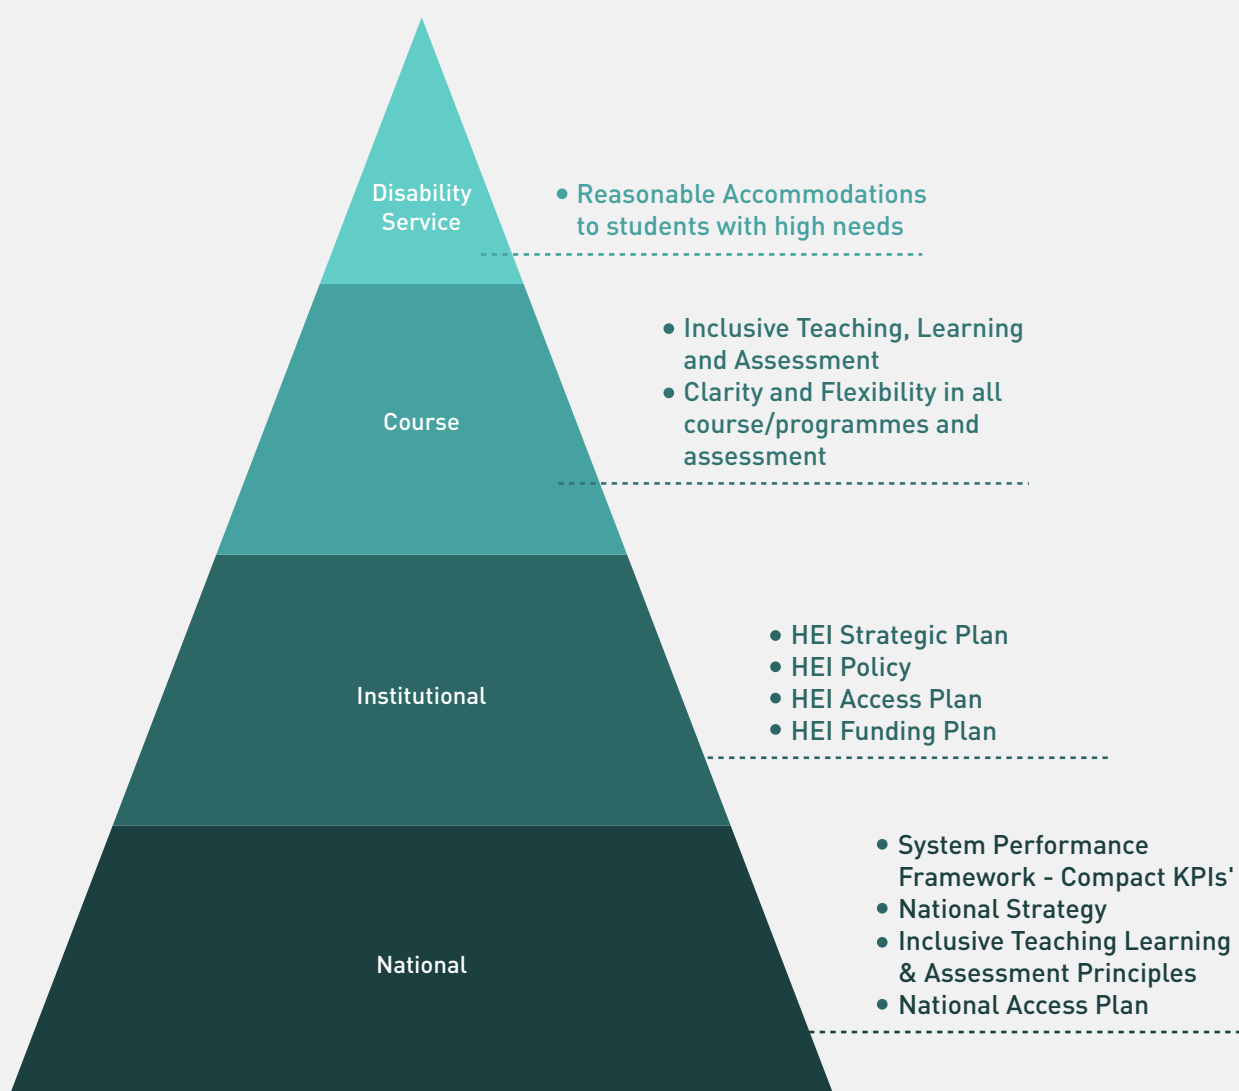 Disability
Service
• Reasonable Accommodations
to students with high needs
Course
• Inclusive Teaching, Learning
and Assessment
• Clarity and Flexibility in all
course/programmes and
assessment
Institutional
• HEI Strategic Plan
• HEI Policy
• HEI Access Plan
• HEI Funding Plan
National
• System Performance
Framework - Compact KPIs'
• National Strategy
• Inclusive Teaching Learning
& Assessment Principles
• National Access Plan